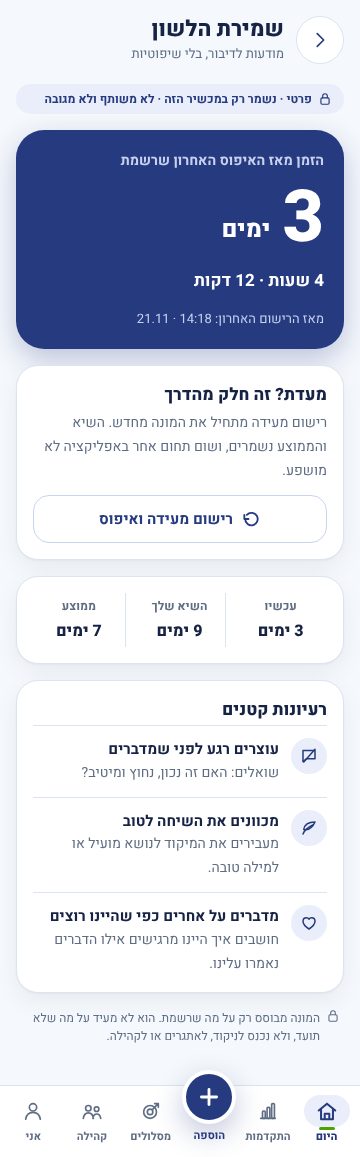 שמירת הלשון
מודעות לדיבור, בלי שיפוטיות
פרטי · נשמר רק במכשיר הזה · לא משותף ולא מגובה
הזמן מאז האיפוס האחרון שרשמת
3 ימים
4 שעות · 12 דקות
מאז הרישום האחרון: 14:18 · 21.11
מעדת? זה חלק מהדרך
רישום מעידה מתחיל את המונה מחדש. השיא
והממוצע נשמרים, ושום תחום אחר באפליקציה לא
מושפע.
רישום מעידה ואיפוס
עכשיו
3 ימים
השיא שלך
9 ימים
ממוצע
7 ימים
רעיונות קטנים
עוצרים רגע לפני שמדברים
שואלים: האם זה נכון, נחוץ ומיטיב?
מכוונים את השיחה לטוב
מעבירים את המיקוד לנושא מועיל או
למילה טובה.
מדברים על אחרים כפי שהיינו רוצים
חושבים איך היינו מרגישים אילו הדברים
נאמרו עלינו.
המונה מבוסס רק על מה שרשמת. הוא לא מעיד על מה שלא
תועד, ולא נכנס לניקוד, לאתגרים או לקהילה.
היום
התקדמות
הוספה
מסלולים
קהילה
אני